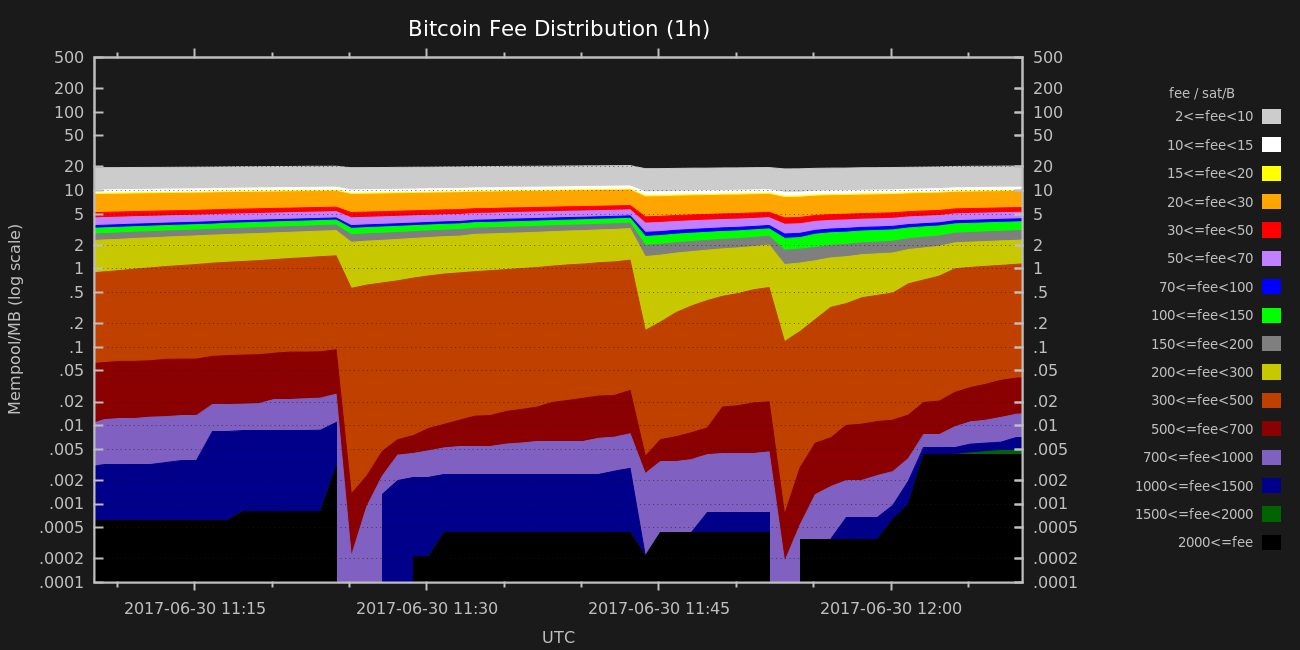 Bitcoin Fee Distribution (1h)
500 500
200 200
100 100
50 50
20 20
10 10
5 5
2 2
1 1
.5 .5
.2 .2
.1 .1
.05 .05
.02 .02
.01 .01
.005 .005
.002 .002
.001 .001
.0005 .0005
.0002 .0002
.0001 .0001
Mempool/MB (log scale)
2017-06-30 11:15 2017-06-30 11:30 2017-06-30 11:45 2017-06-30 12:00
UTC
fee / sat/B
2<=fee<10
10<=fee<15
15<=fee<20
20<=fee<30
30<=fee<50
50<=fee<70
70<=fee<100
100<=fee<150
150<=fee<200
200<=fee<300
300<=fee<500
500<=fee<700
700<=fee<1000
1000<=fee<1500
1500<=fee<2000
2000<=fee